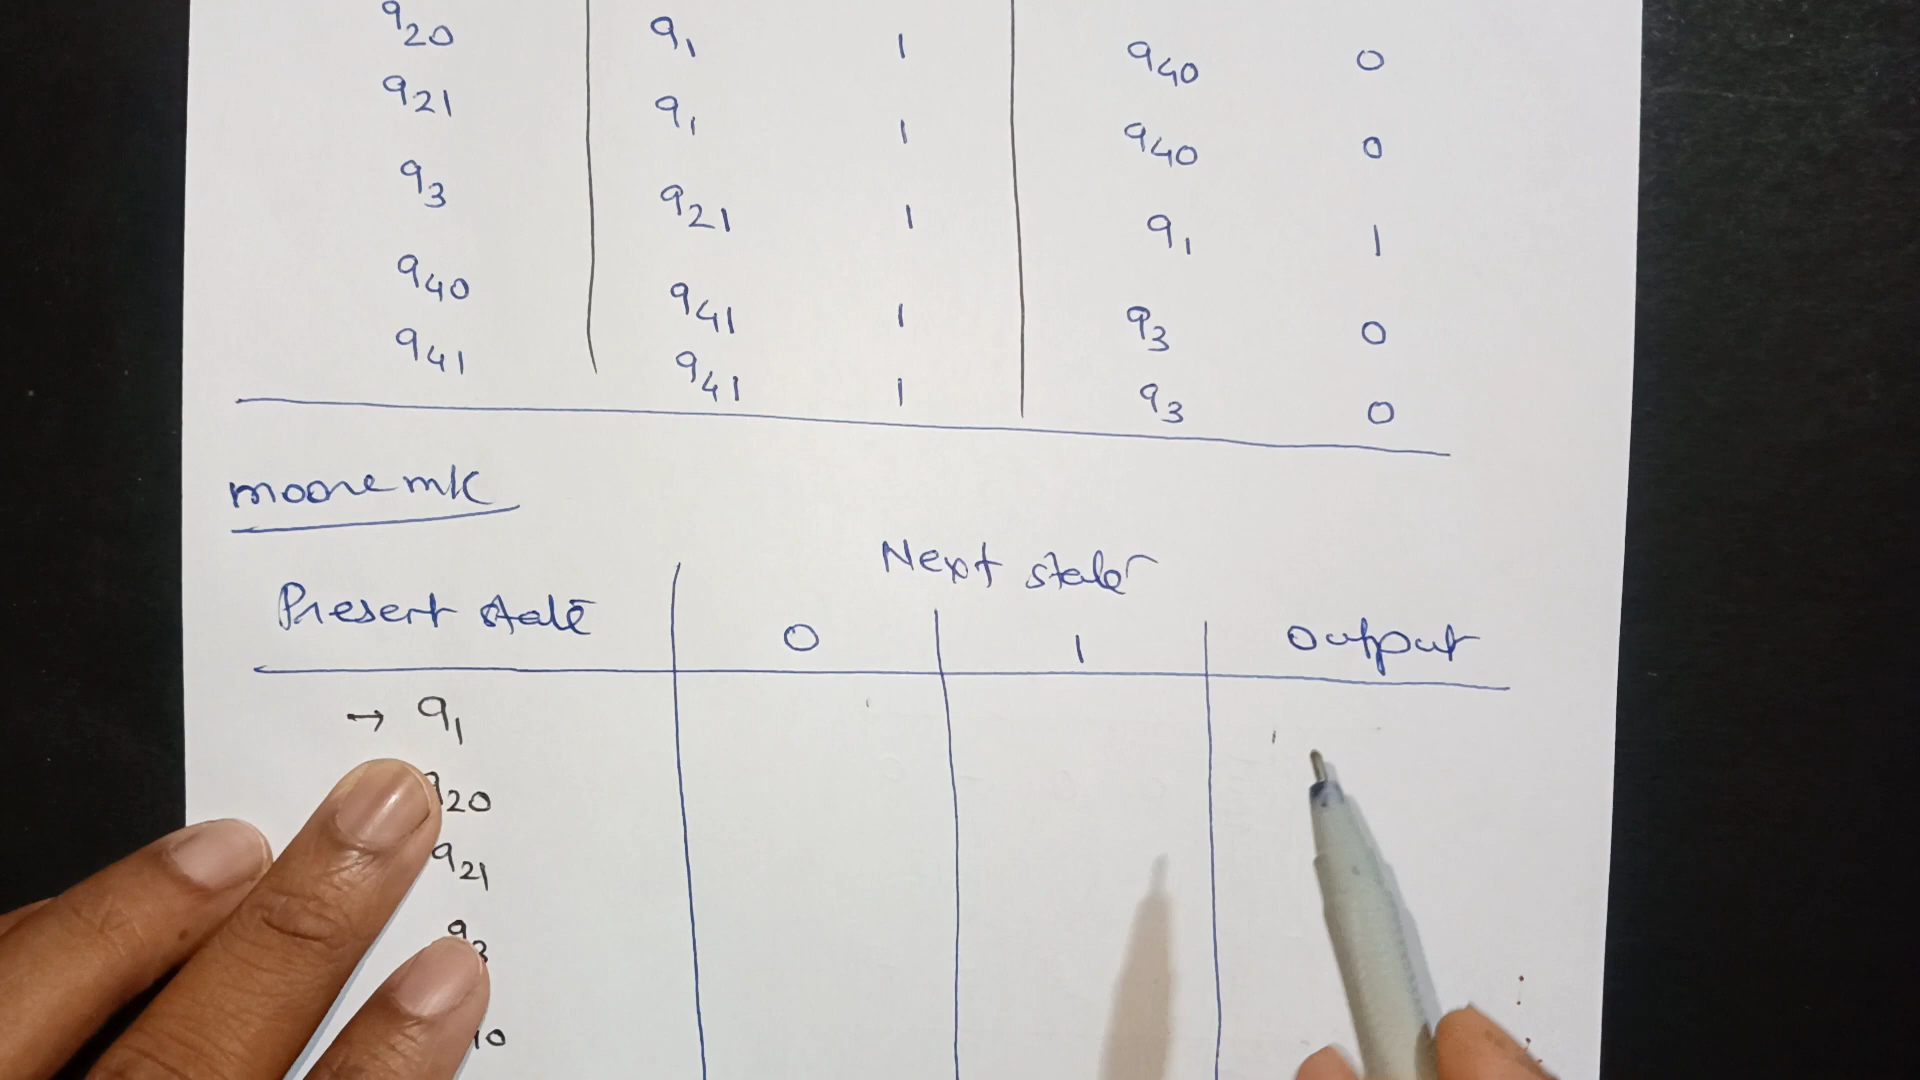 q20 q1 1 q40 0
q21 q1 1 q40 0
q3 q21 1 q1 1
q40 q41 1 q3 0
q41 q41 1 q3 0
moore m/c
Next state
Present state 0 1 output
→ q1
q20
q21
q3